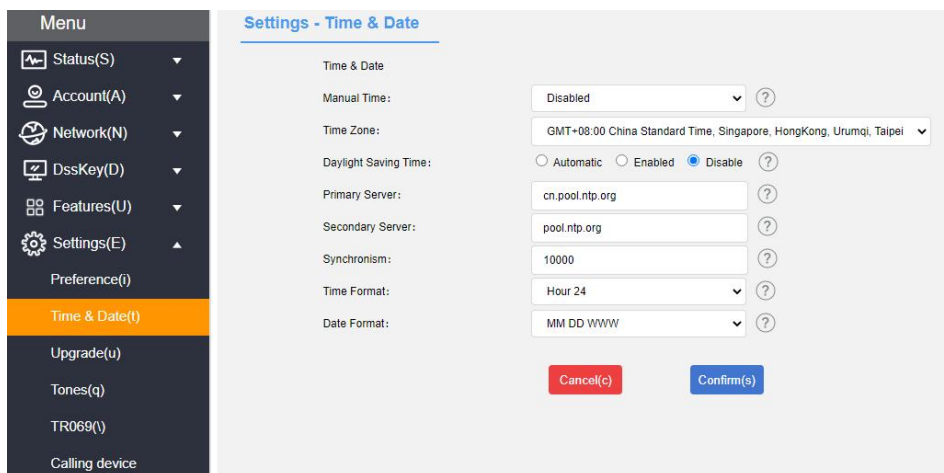 Menu
Status(S)
Account(A)
Network(N)
DssKey(D)
Features(U)
Settings(E)
Preference(i)
Time & Date(t)
Upgrade(u)
Tones(q)
TR069(\)
Calling device
Settings - Time & Date
Time & Date
Manual Time: Disabled ?
Time Zone: GMT+08:00 China Standard Time, Singapore, HongKong, Urumqi, Taipei
Daylight Saving Time: Automatic Enabled Disable ?
Primary Server: cn.pool.ntp.org ?
Secondary Server: pool.ntp.org ?
Synchronism: 10000 ?
Time Format: Hour 24 ?
Date Format: MM DD WWW ?
Cancel(c) Confirm(s)